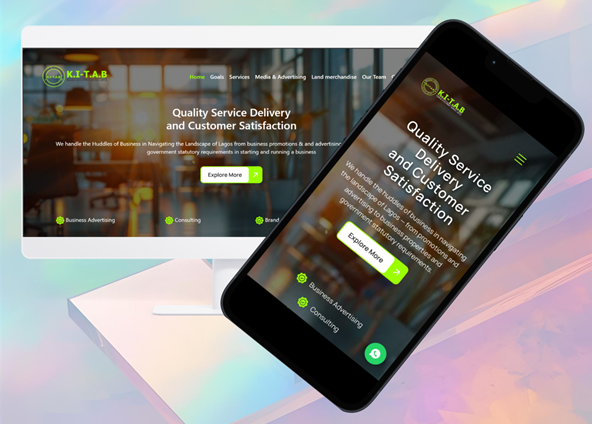 K.I-T.A.B
Home Goals Services Media & Advertising Land merchandise Our Team
Quality Service Delivery
and Customer Satisfaction
We handle the Huddles of Business in Navigating the Landscape of Lagos from business promotions & and advertising
government statutory requirements in starting and running a business
Explore More
Business Advertising
Consulting
Brand
K.I-T.A.B
Quality Service
Delivery
and Customer
Satisfaction
We handle the huddles of business in navigating
the landscape of Lagos – from promotions and
advertising to business properties and
government statutory requirements
Explore More
Business Advertising
Consulting